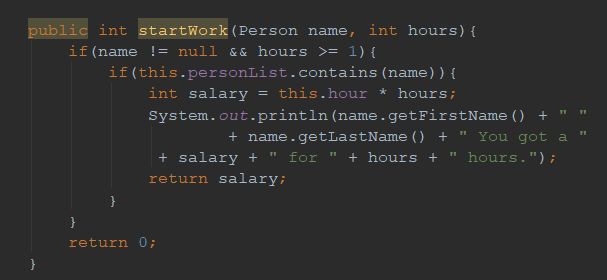 public int startWork(Person name, int hours){
    if(name != null && hours >= 1){
        if(this.personList.contains(name)){
            int salary = this.hour * hours;
            System.out.println(name.getFirstName() + " "
                    + name.getLastName() + " You got a "
             + salary + " for " + hours + " hours.");
            return salary;
        }
    }
    return 0;
}